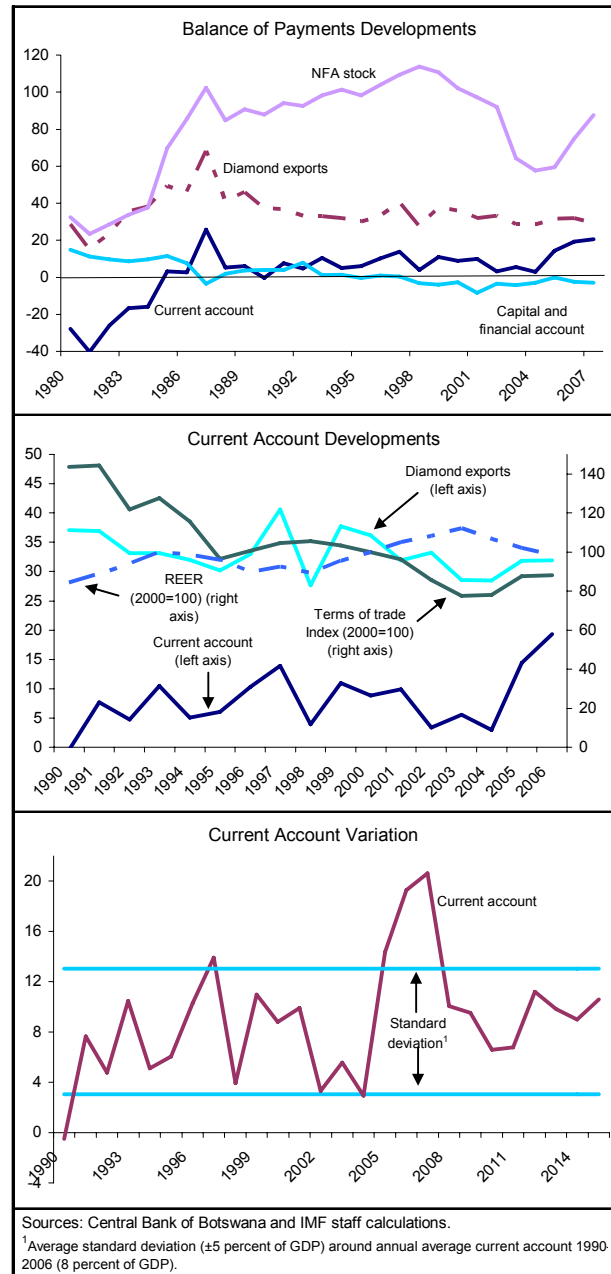 Balance of Payments Developments
120
100
80
60
40
20
0
-20
-40
NFA stock
Diamond exports
Current account
Capital and
financial account
1980
1983
1986
1989
1992
1995
1998
2001
2004
2007
Current Account Developments
50
45
40
35
30
25
20
15
10
5
0
140
120
100
80
60
40
20
0
Diamond exports
(left axis)
REER
(2000=100) (right
axis)
Terms of trade
Index (2000=100)
(right axis)
Current account
(left axis)
1990
1991
1992
1993
1994
1995
1996
1997
1998
1999
2000
2001
2002
2003
2004
2005
2006
Current Account Variation
20
16
12
8
4
0
-4
Current account
Standard
deviation1
1990
1993
1996
1999
2002
2005
2008
2011
2014
Sources: Central Bank of Botswana and IMF staff calculations.
1Average standard deviation (±5 percent of GDP) around annual average current account 1990-
2006 (8 percent of GDP).